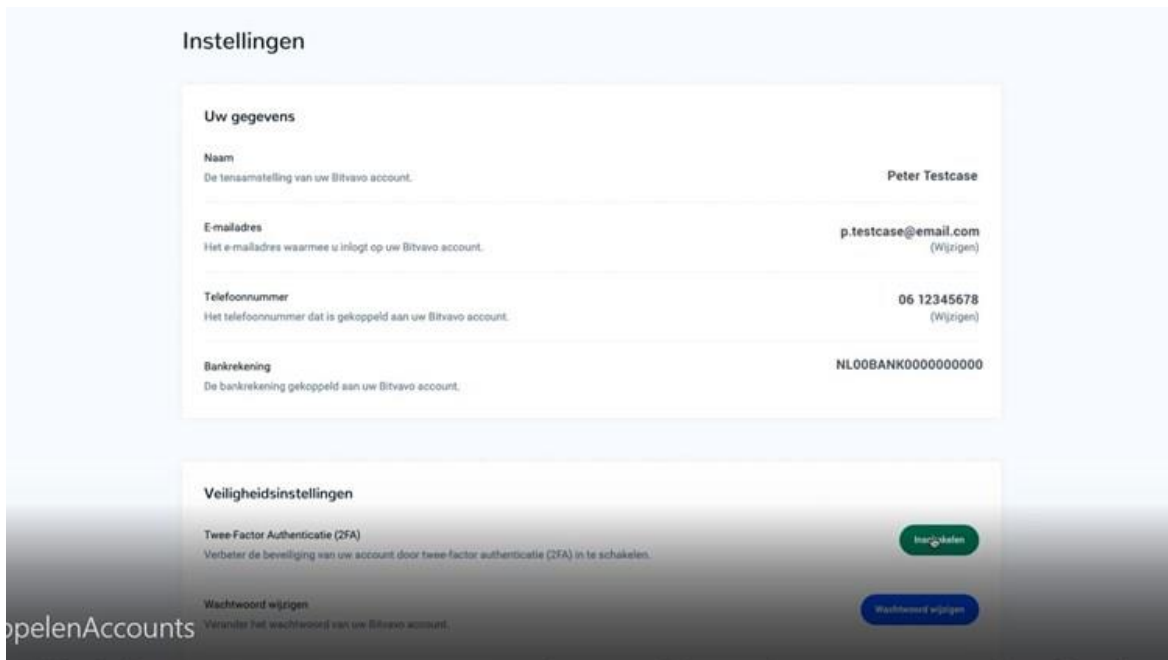 Instellingen
Uw gegevens
Naam
De tenaamstelling van uw Bitvavo account.
Peter Testcase
E-mailadres
Het e-mailadres waarmee u inlogt op uw Bitvavo account.
p.testcase@email.com
(Wijzigen)
Telefoonnummer
Het telefoonnummer dat is gekoppeld aan uw Bitvavo account.
06 12345678
(Wijzigen)
Bankrekening
De bankrekening gekoppeld aan uw Bitvavo account.
NL00BANK0000000000
Veiligheidsinstellingen
Twee-Factor Authenticatie (2FA)
Verbeter de beveiliging van uw account door twee-factor authenticatie (2FA) in te schakelen.
Inschakelen
Wachtwoord wijzigen
Verander het wachtwoord van uw Bitvavo account.
Wachtwoord wijzigen
ppelenAccounts